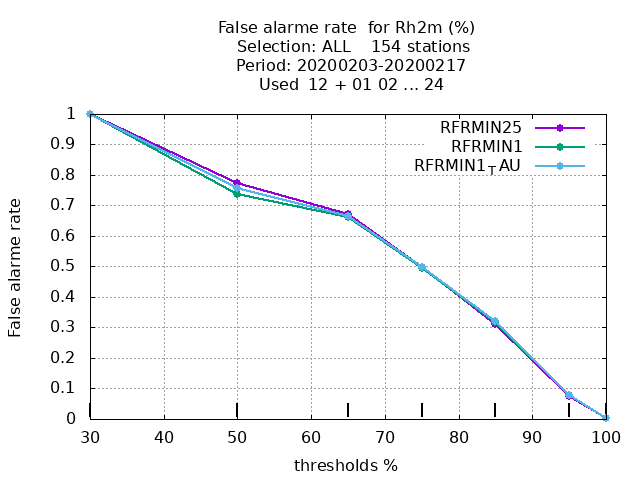 False alarme rate for Rh2m (%)
Selection: ALL 154 stations
Period: 20200203-20200217
Used 12 + 01 02 ... 24
RFRMIN25
RFRMIN1
RFRMIN1TAU
1
0.9
0.8
0.7
0.6
0.5
0.4
0.3
0.2
0.1
0
False alarme rate
30 40 50 60 70 80 90 100
thresholds %